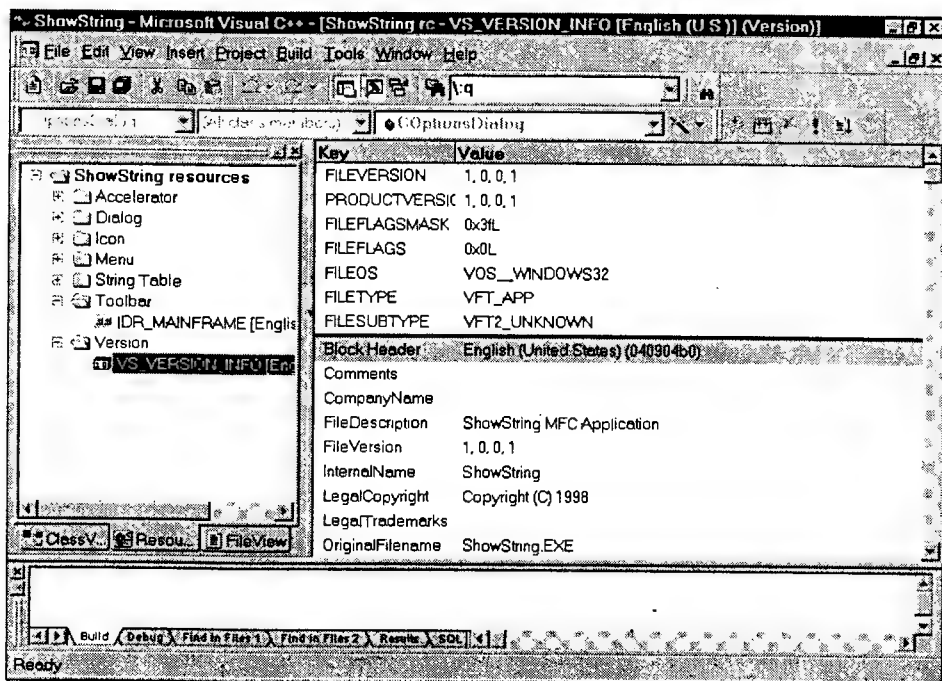 ShowString - Microsoft Visual C++ - [ShowString rc - VS_VERSION_INFO [English (U S )] (Version)]
File Edit View Insert Project Build Tools Window Help
\:q
COptionsDialog
ShowString resources
Accelerator
Dialog
Icon
Menu
String Table
Toolbar
IDR_MAINFRAME [Englis
Version
VS_VERSION_INFO [Eng
ClassV... Resou... FileView
Key Value
FILEVERSION 1, 0, 0, 1
PRODUCTVERSI( 1, 0, 0, 1
FILEFLAGSMASK 0x3fL
FILEFLAGS 0x0L
FILEOS VOS__WINDOWS32
FILETYPE VFT_APP
FILESUBTYPE VFT2_UNKNOWN
Block Header English (United States) (040904b0)
Comments
CompanyName
FileDescription ShowString MFC Application
FileVersion 1, 0, 0, 1
InternalName ShowString
LegalCopyright Copyright (C) 1998
LegalTrademarks
OriginalFilename ShowString.EXE
Build Debug Find in Files 1 Find in Files 2 Results SQL
Ready